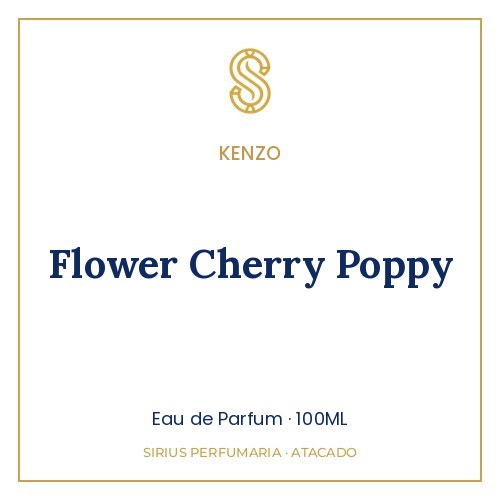 KENZO
Flower Cherry Poppy
Eau de Parfum · 100ML
SIRIUS PERFUMARIA · ATACADO